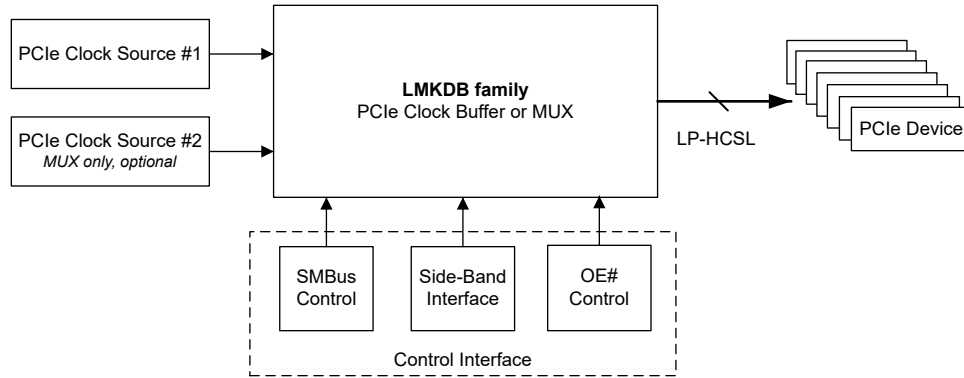 PCIe Clock Source #1
PCIe Clock Source #2
MUX only, optional
LMKDB family
PCIe Clock Buffer or MUX
LP-HCSL
PCIe Device
SMBus
Control
Side-Band
Interface
OE#
Control
Control Interface